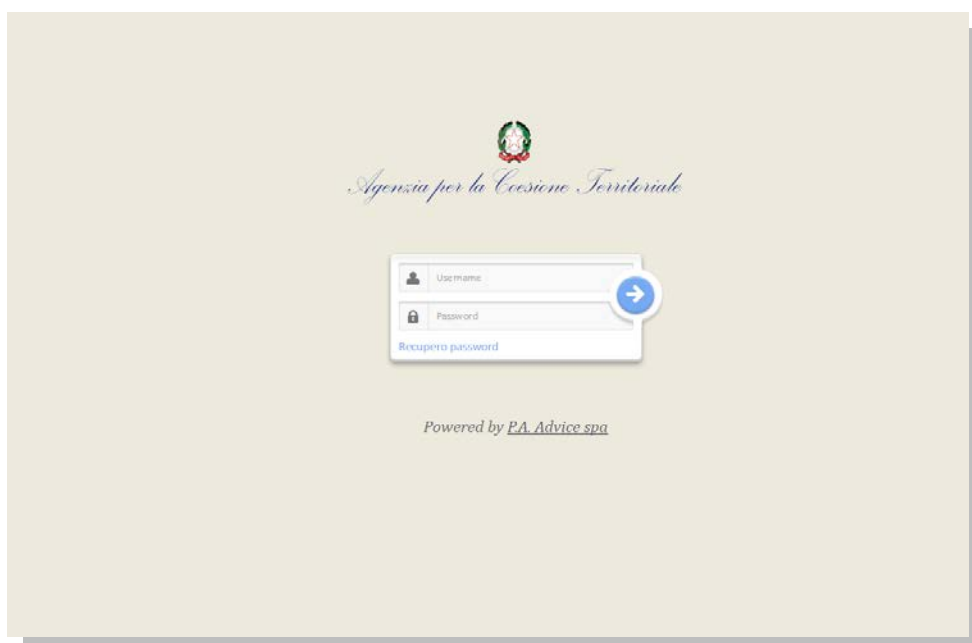 Agenzia per la Coesione Territoriale
Username
Password
Recupero password
Powered by P.A. Advice spa